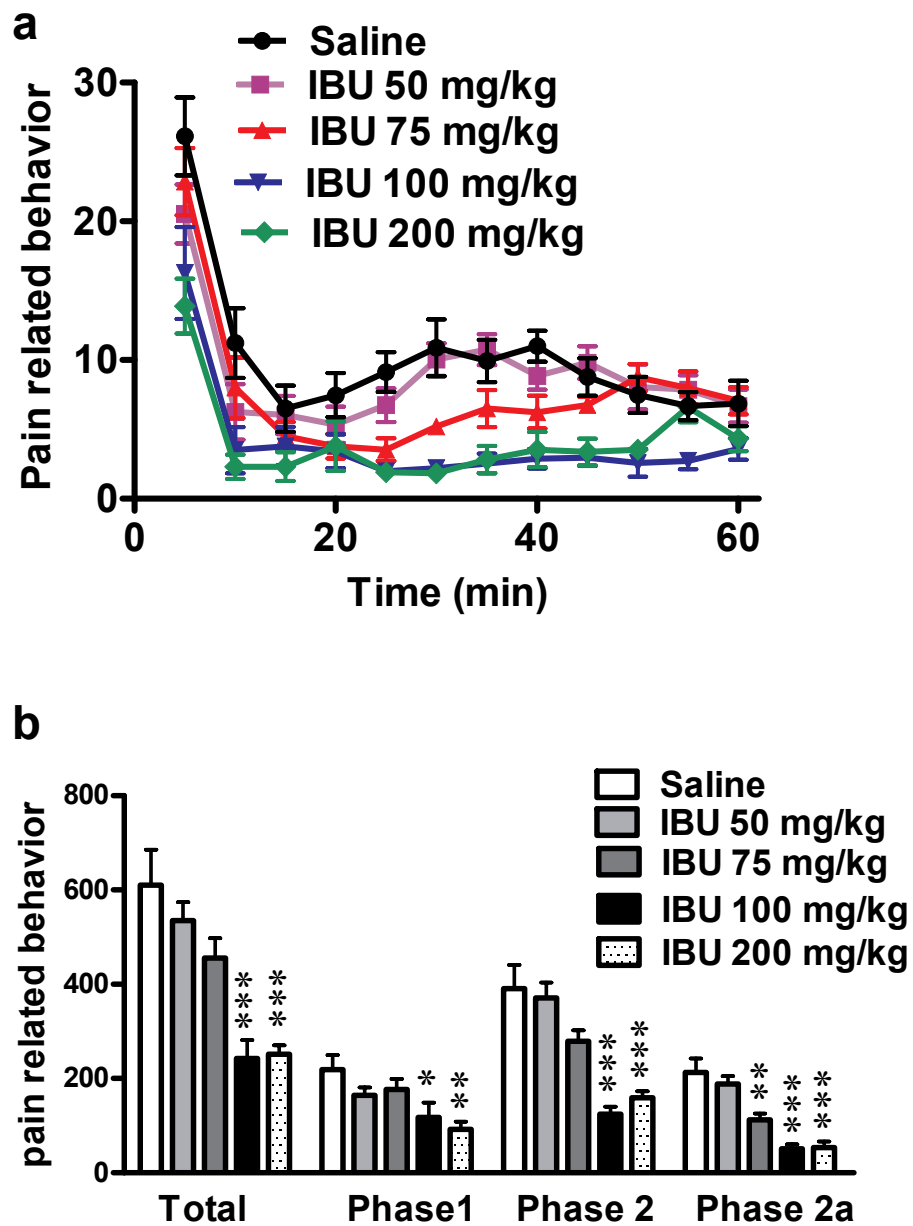 a
Saline
IBU 50 mg/kg
IBU 75 mg/kg
IBU 100 mg/kg
IBU 200 mg/kg
Pain related behavior
30
20
10
0
0 20 40 60
Time (min)
b
Saline
IBU 50 mg/kg
IBU 75 mg/kg
IBU 100 mg/kg
IBU 200 mg/kg
pain related behavior
800
600
400
200
0
*** *** * ** *** *** ** *** ***
Total Phase1 Phase 2 Phase 2a